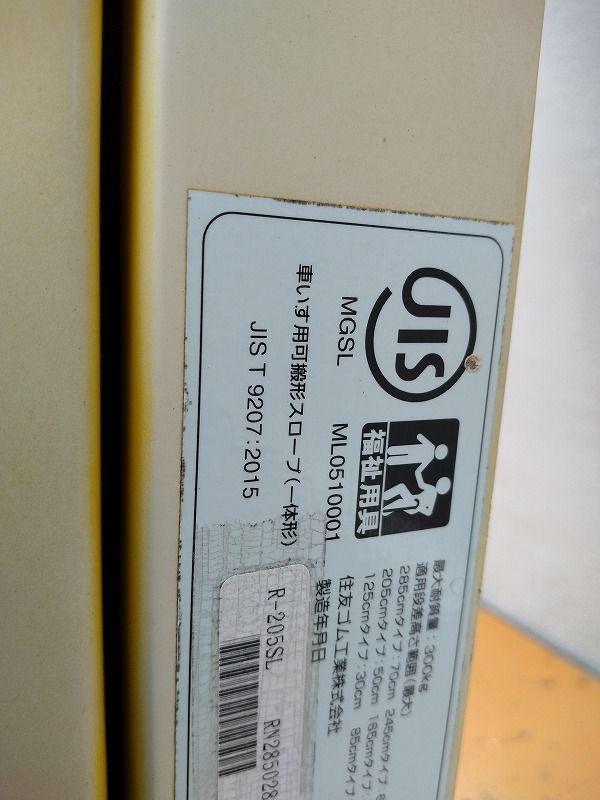 JIS
MGSL
福祉用具
ML0510001
車いす用可搬形スロープ(一体形)
JIS T 9207:2015
最大耐質量:300kg
適用段差高さ範囲(最大)
285cmタイプ:70cm 245cmタイプ:
205cmタイプ:50cm 165cmタイプ:
125cmタイプ:30cm 85cmタイプ
住友ゴム工業株式会社
製造年月日
R-205SL RN285028